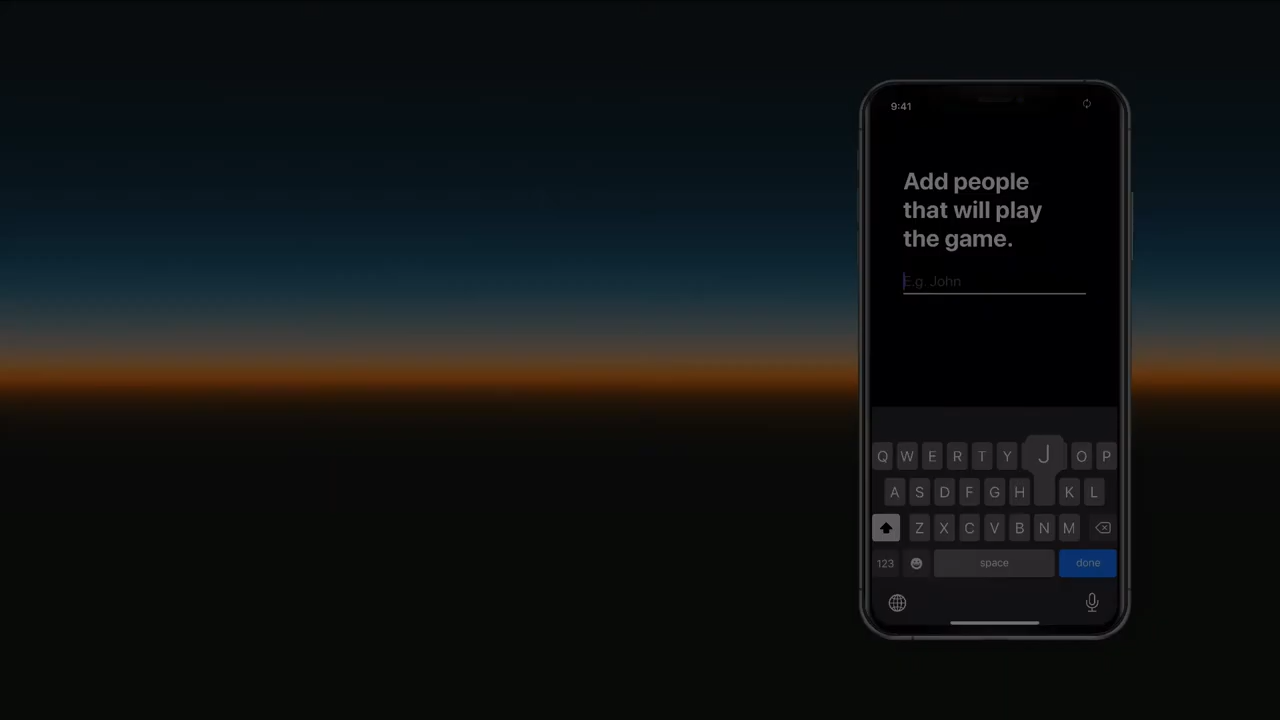 9:41
Add people
that will play
the game.
E.g. John
Q W E R T Y J O P
A S D F G H K L
Z X C V B N M
123 space done